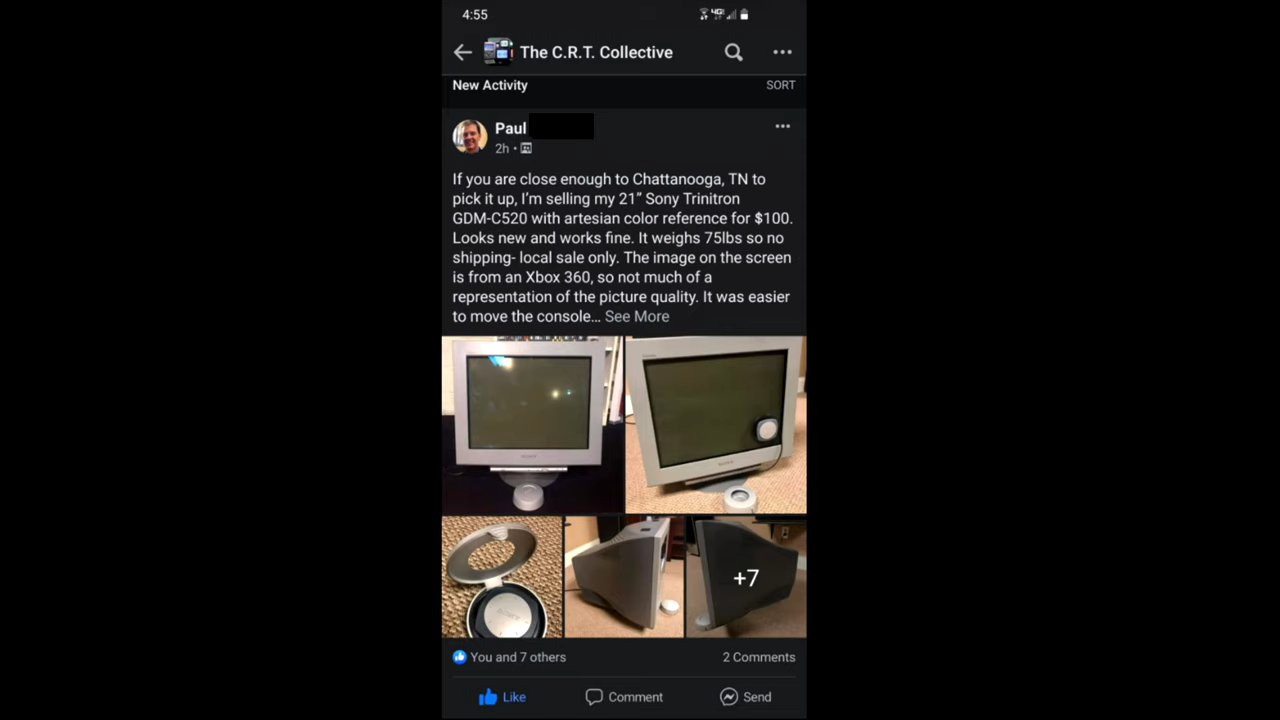 4:55
4G
The C.R.T. Collective
New Activity
SORT
Paul
2h
If you are close enough to Chattanooga, TN to
pick it up, I’m selling my 21” Sony Trinitron
GDM-C520 with artesian color reference for $100.
Looks new and works fine. It weighs 75lbs so no
shipping- local sale only. The image on the screen
is from an Xbox 360, so not much of a
representation of the picture quality. It was easier
to move the console... See More
SONY
+7
You and 7 others
2 Comments
Like
Comment
Send